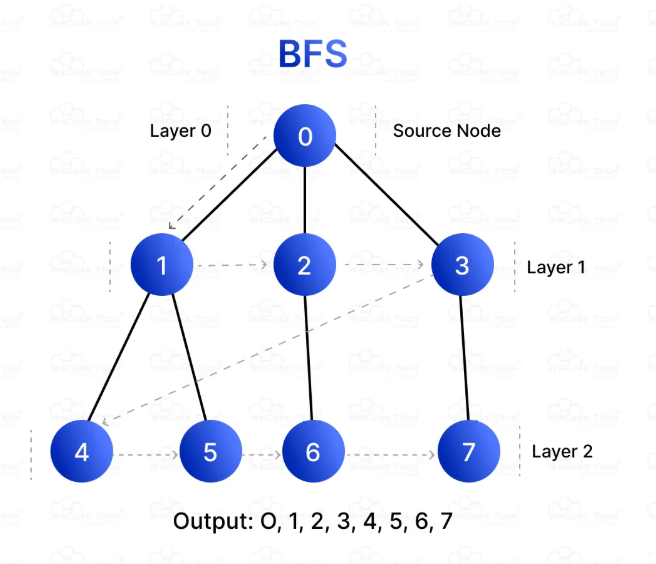 BFS
Layer 0
0
Source Node
1
2
3
Layer 1
4
5
6
7
Layer 2
Output: O, 1, 2, 3, 4, 5, 6, 7